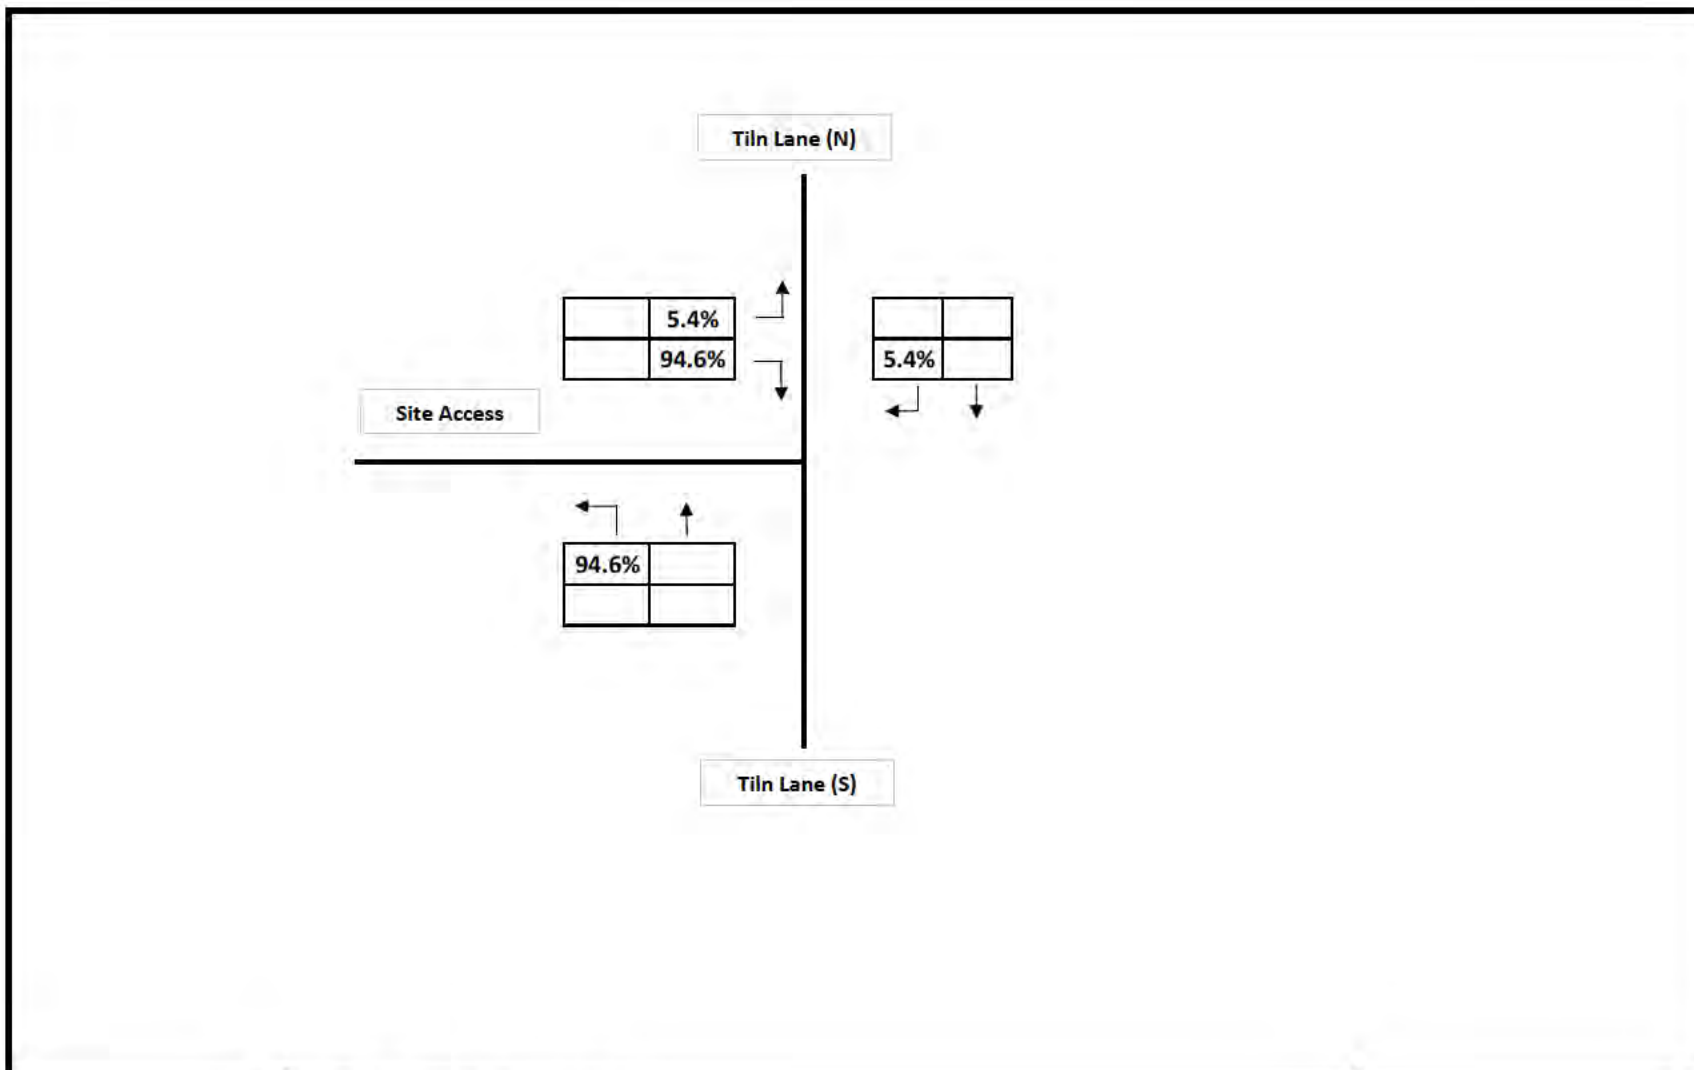 Tiln Lane (N)
5.4%
94.6%
5.4%
Site Access
94.6%
Tiln Lane (S)